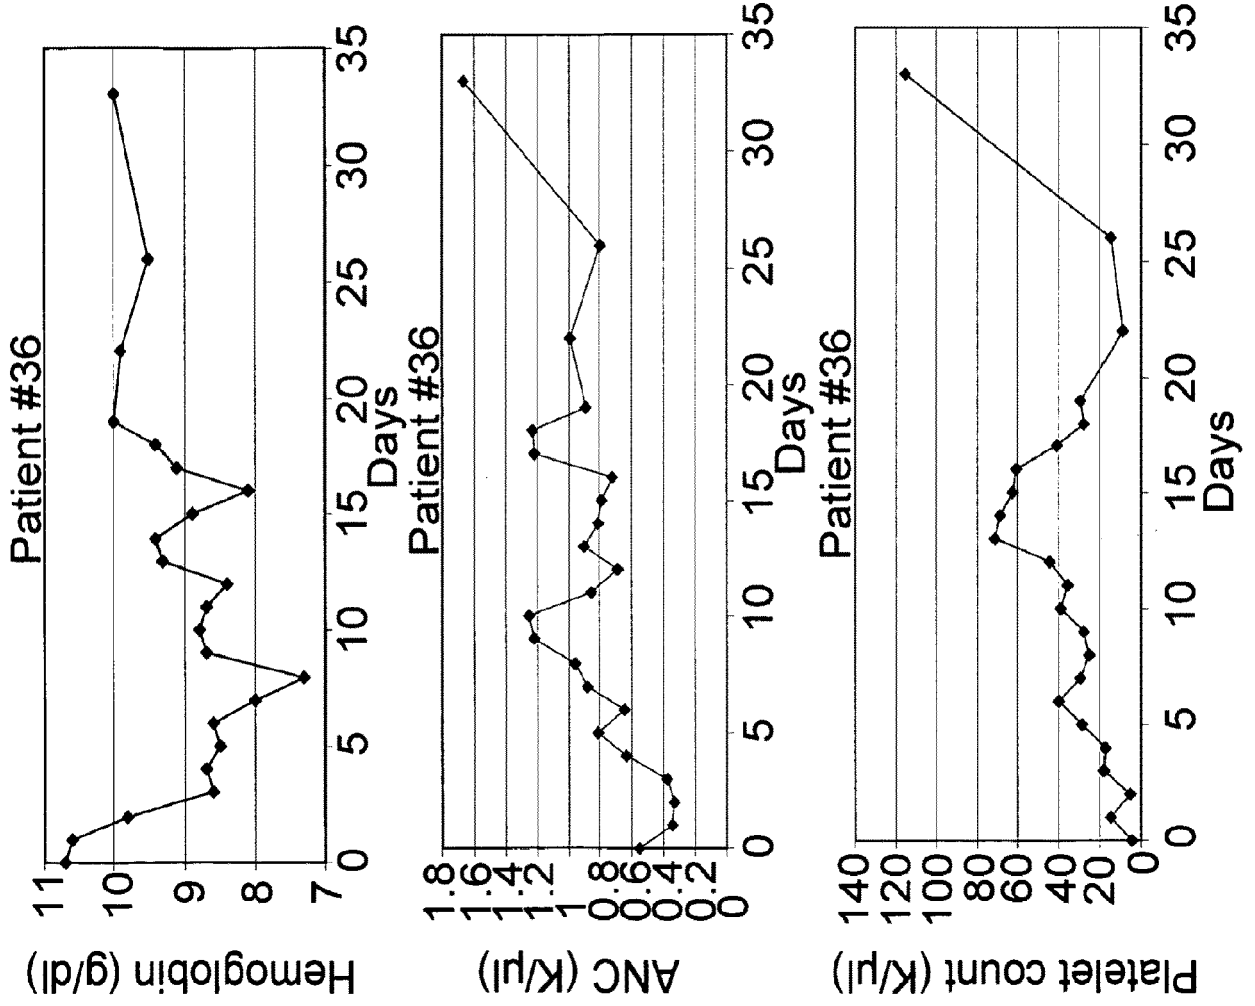 Patient #36
Hemoglobin (g/dl)
11
10
9
8
7
0 5 10 15 20 25 30 35
Days
Patient #36
ANC (K/µl)
1.8
1.6
1.4
1.2
1
0.8
0.6
0.4
0.2
0
0 5 10 15 20 25 30 35
Days
Patient #36
Platelet count (K/µl)
140
120
100
80
60
40
20
0
0 5 10 15 20 25 30 35
Days